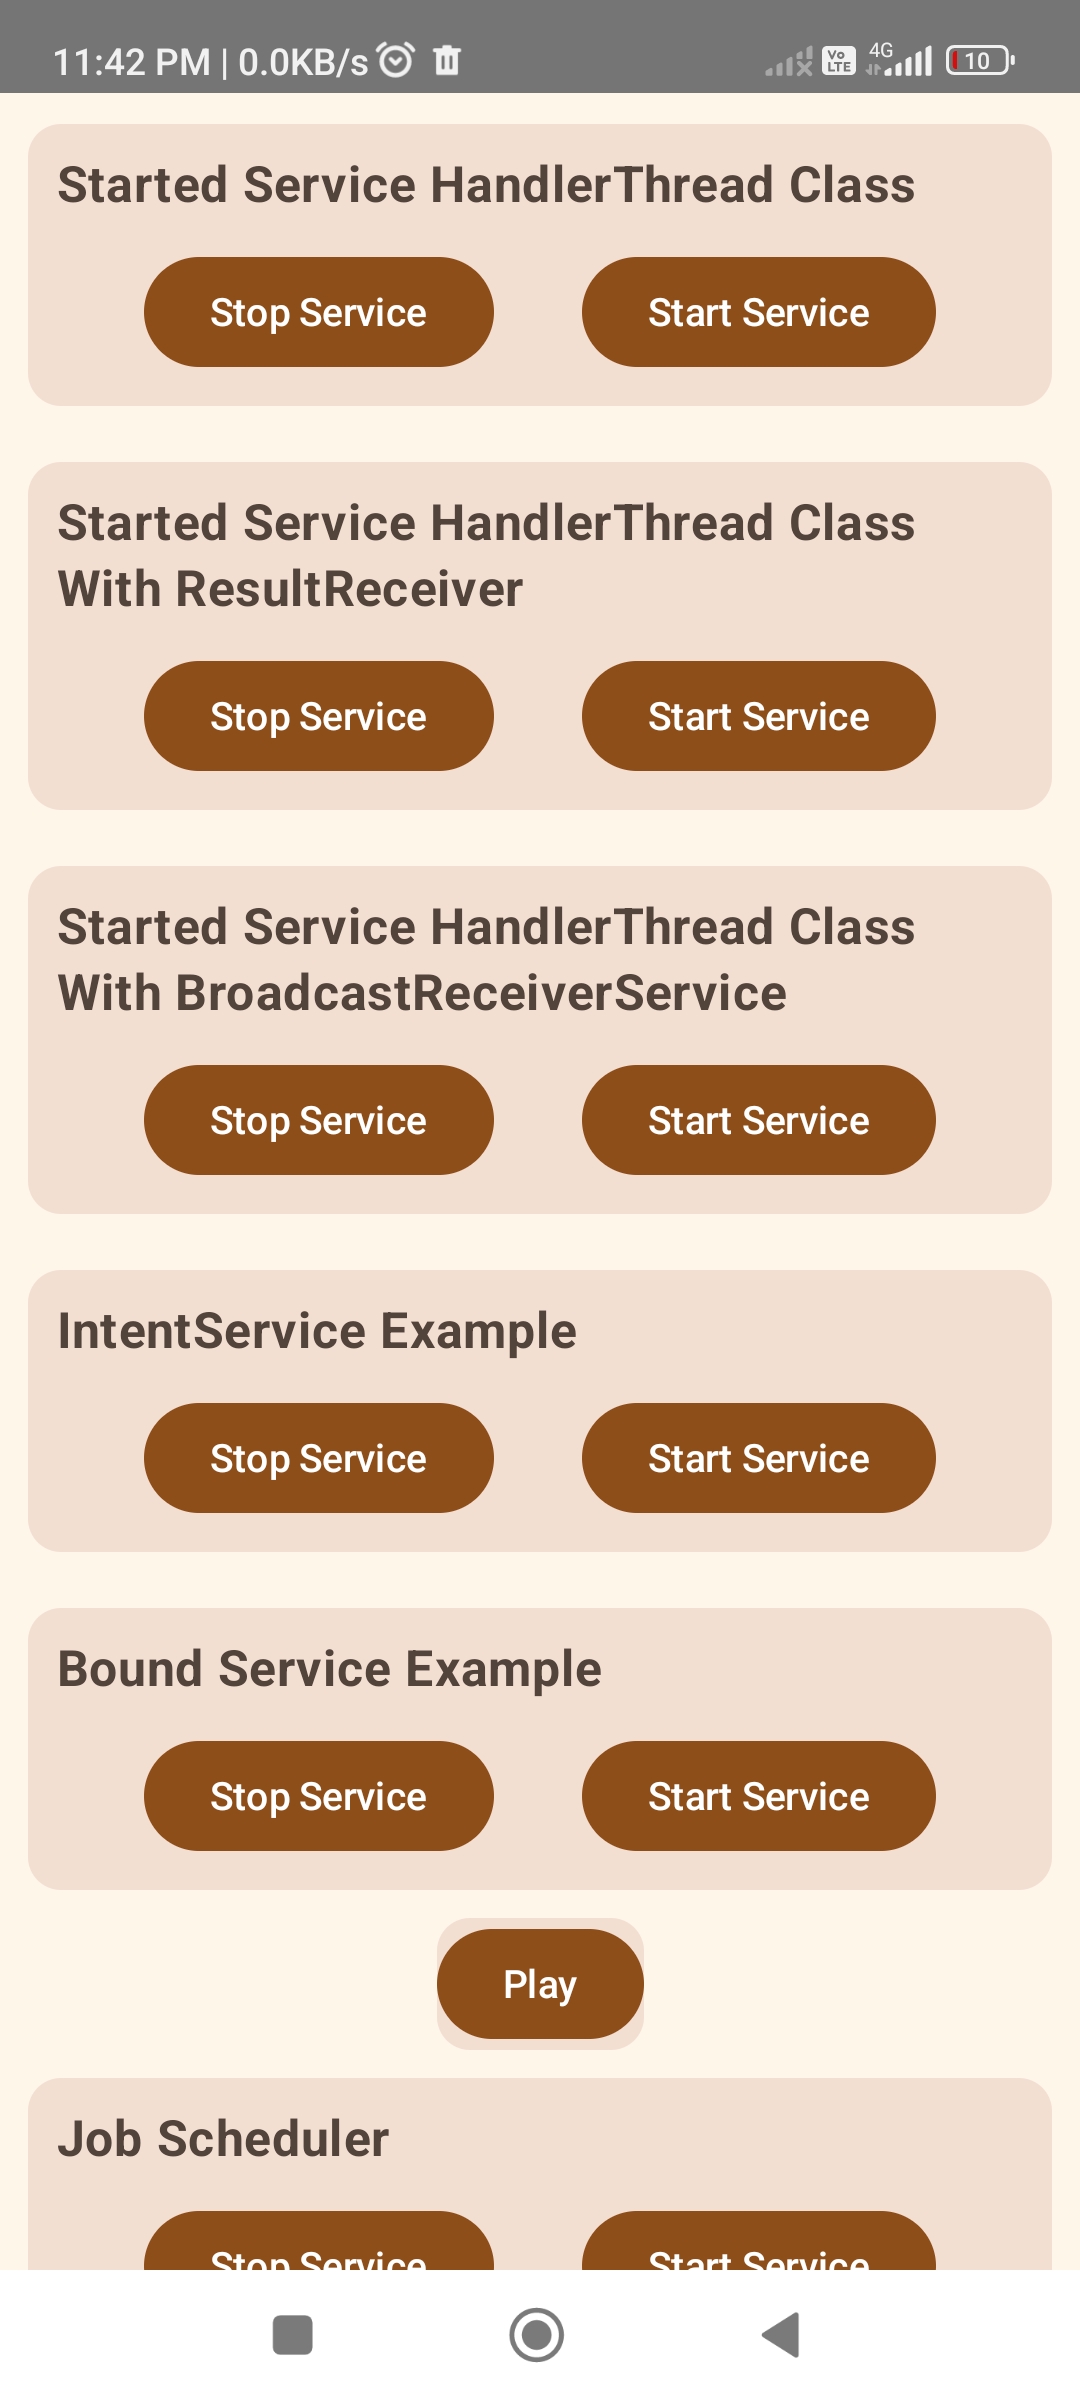 11:42 PM | 0.0KB/s Vo LTE 4G 10
Started Service HandlerThread Class
Stop Service Start Service
Started Service HandlerThread Class
With ResultReceiver
Stop Service Start Service
Started Service HandlerThread Class
With BroadcastReceiverService
Stop Service Start Service
IntentService Example
Stop Service Start Service
Bound Service Example
Stop Service Start Service
Play
Job Scheduler
Stop Service Start Service